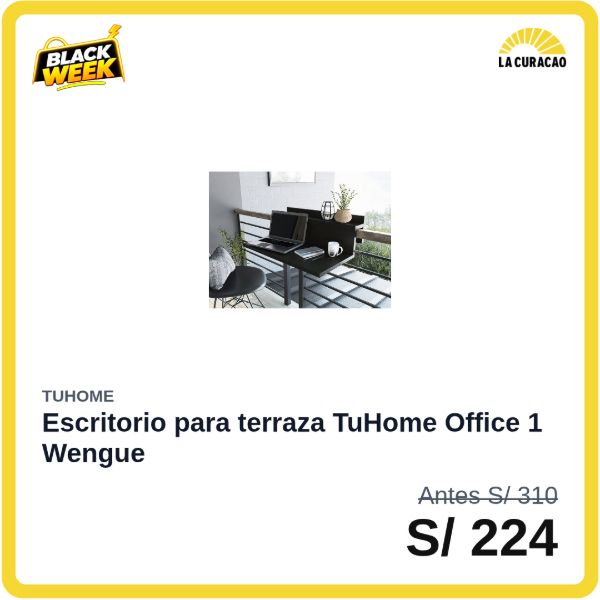 BLACK
WEEK
LA CURACAO
TUHOME
Escritorio para terraza TuHome Office 1
Wengue
Antes S/ 310
S/ 224